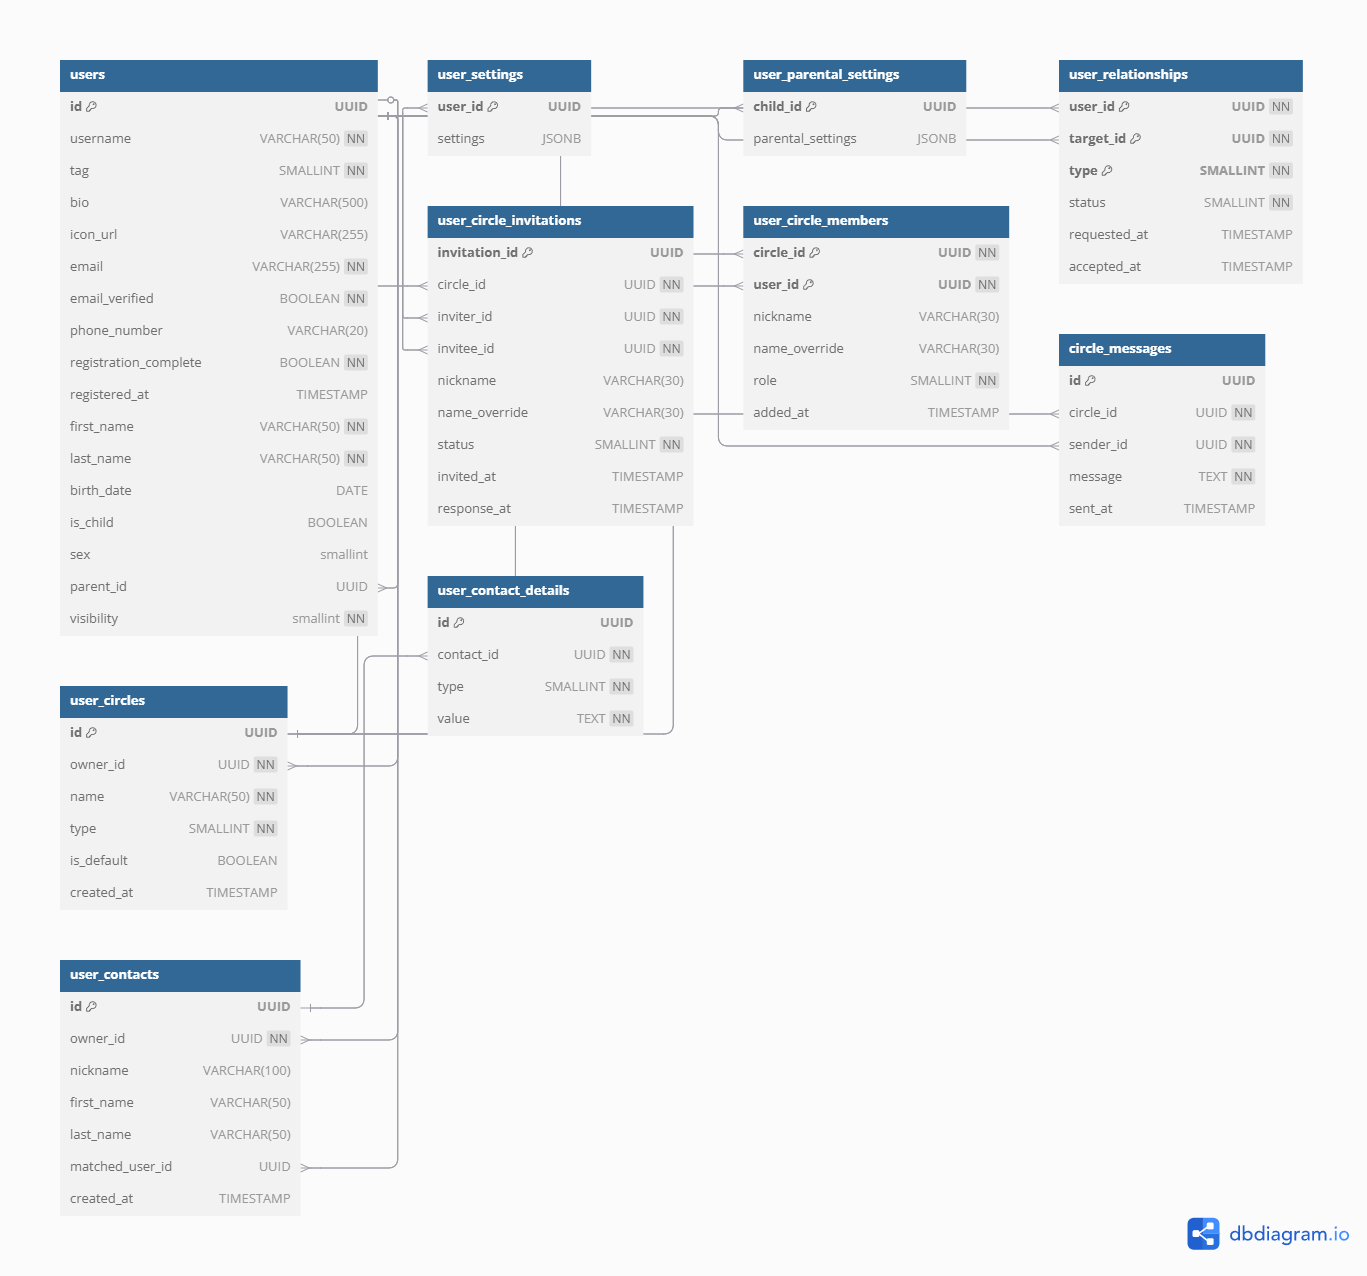 users
id UUID
username VARCHAR(50) NN
tag SMALLINT NN
bio VARCHAR(500)
icon_url VARCHAR(255)
email VARCHAR(255) NN
email_verified BOOLEAN NN
phone_number VARCHAR(20)
registration_complete BOOLEAN NN
registered_at TIMESTAMP
first_name VARCHAR(50) NN
last_name VARCHAR(50) NN
birth_date DATE
is_child BOOLEAN
sex smallint
parent_id UUID
visibility smallint NN
user_settings
user_id UUID
settings JSONB
user_parental_settings
child_id UUID
parental_settings JSONB
user_relationships
user_id UUID NN
target_id UUID NN
type SMALLINT NN
status SMALLINT NN
requested_at TIMESTAMP
accepted_at TIMESTAMP
user_circle_invitations
invitation_id UUID
circle_id UUID NN
inviter_id UUID NN
invitee_id UUID NN
nickname VARCHAR(30)
name_override VARCHAR(30)
status SMALLINT NN
invited_at TIMESTAMP
response_at TIMESTAMP
user_circle_members
circle_id UUID NN
user_id UUID NN
nickname VARCHAR(30)
name_override VARCHAR(30)
role SMALLINT NN
added_at TIMESTAMP
circle_messages
id UUID
circle_id UUID NN
sender_id UUID NN
message TEXT NN
sent_at TIMESTAMP
user_contact_details
id UUID
contact_id UUID NN
type SMALLINT NN
value TEXT NN
user_circles
id UUID
owner_id UUID NN
name VARCHAR(50) NN
type SMALLINT NN
is_default BOOLEAN
created_at TIMESTAMP
user_contacts
id UUID
owner_id UUID NN
nickname VARCHAR(100)
first_name VARCHAR(50)
last_name VARCHAR(50)
matched_user_id UUID
created_at TIMESTAMP
dbdiagram.io